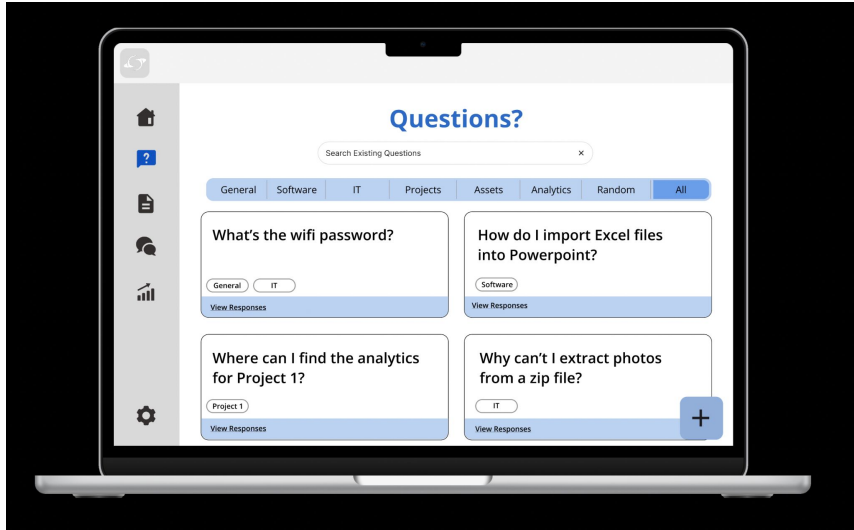 Questions?
Search Existing Questions ×
General Software IT Projects Assets Analytics Random All
What's the wifi password?
General IT
View Responses
How do I import Excel files
into Powerpoint?
Software
View Responses
Where can I find the analytics
for Project 1?
Project 1
View Responses
Why can't I extract photos
from a zip file?
IT
View Responses
+